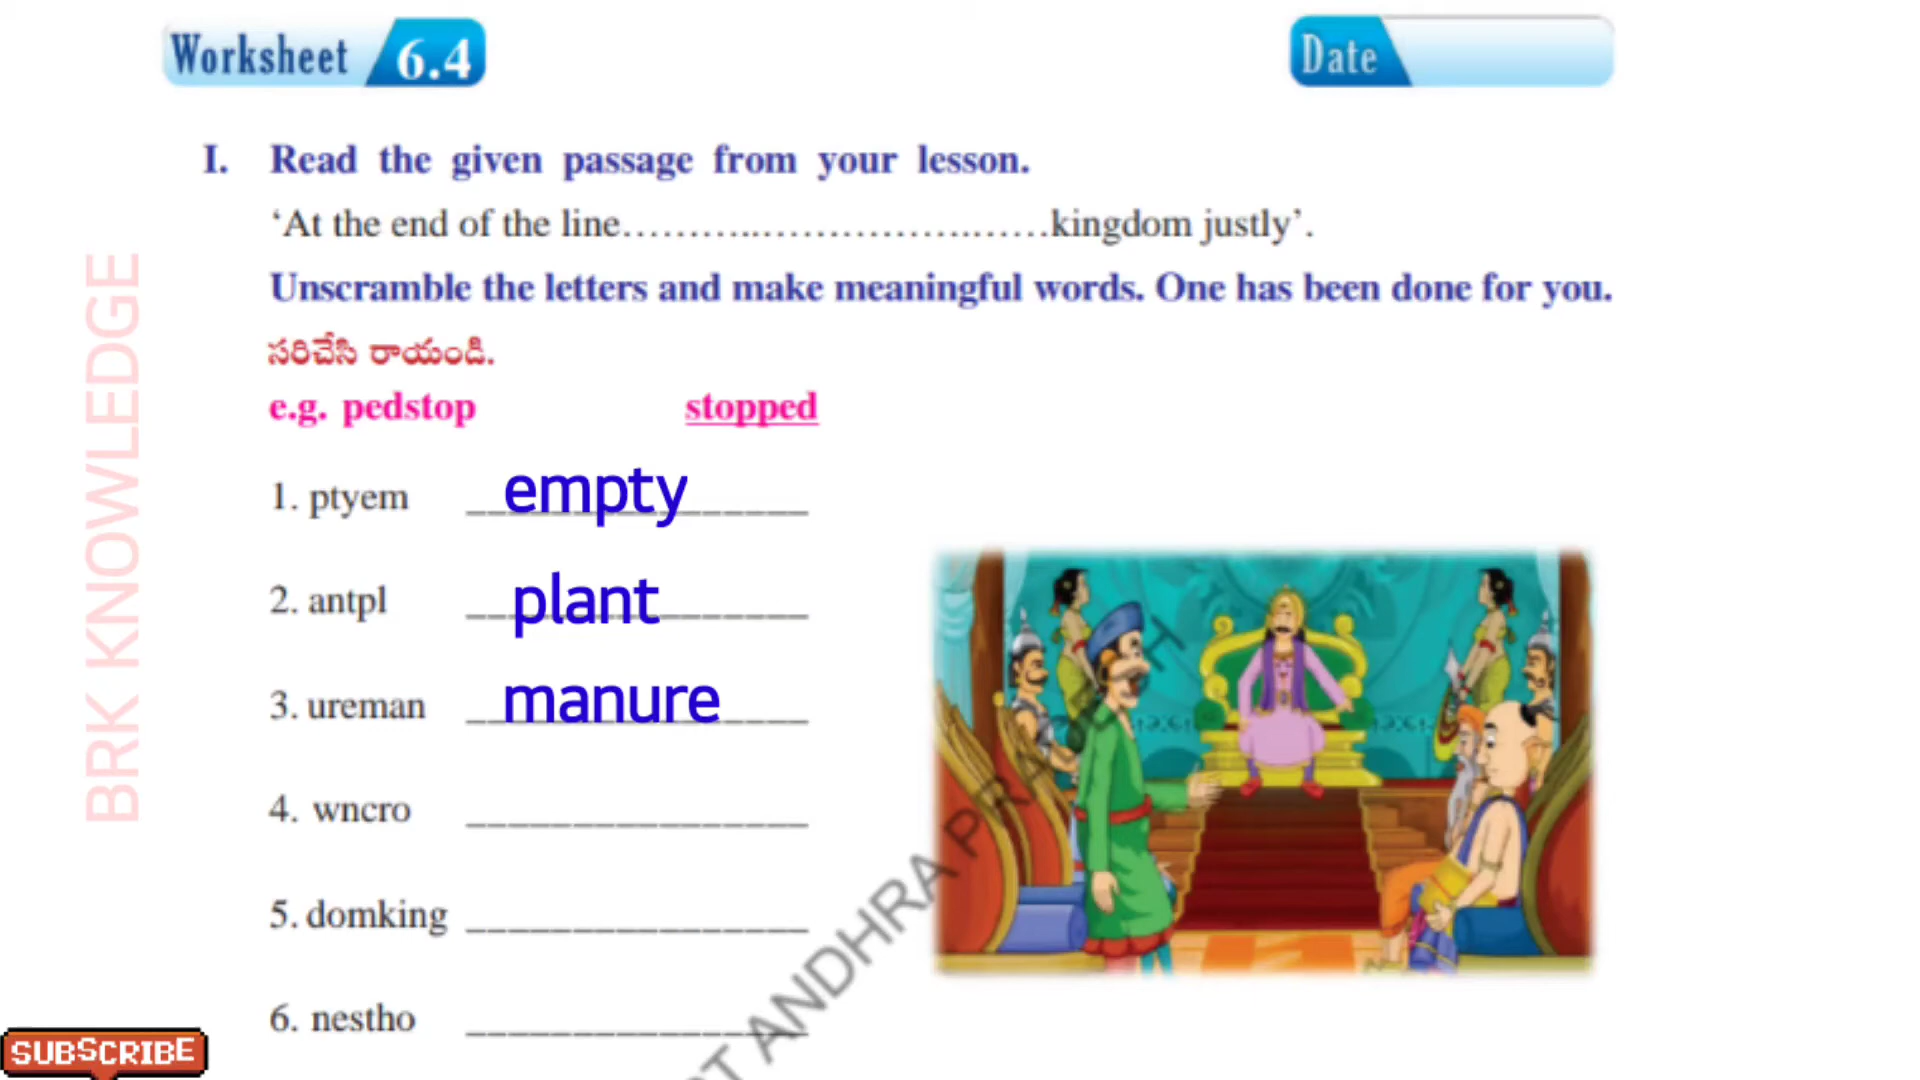 Worksheet 6.4
Date
I. Read the given passage from your lesson.
‘At the end of the line………..…………………..……kingdom justly’.
Unscramble the letters and make meaningful words. One has been done for you.
సరిచేసి రాయండి.
e.g. pedstop stopped
1. ptyem empty
2. antpl plant
3. ureman manure
4. wncro
5. domking
6. nestho
BRK KNOWLEDGE
ANDHRA
SUBSCRIBE